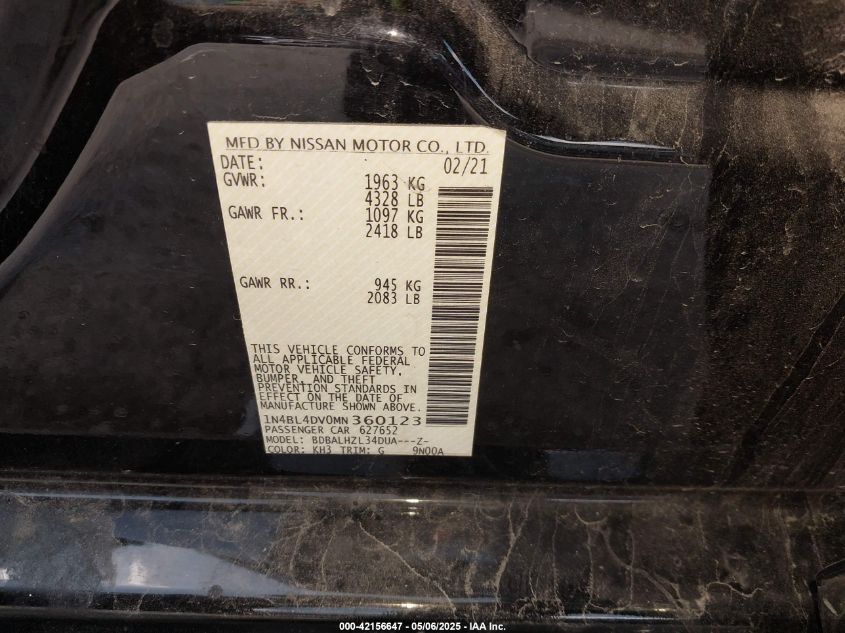 MFD BY NISSAN MOTOR CO., LTD.
DATE: 02/21
GVWR: 1963 KG
4328 LB
GAWR FR.: 1097 KG
2418 LB
GAWR RR.: 945 KG
2083 LB
THIS VEHICLE CONFORMS TO
ALL APPLICABLE FEDERAL
MOTOR VEHICLE SAFETY,
BUMPER, AND THEFT
PREVENTION STANDARDS IN
EFFECT ON THE DATE OF
MANUFACTURE SHOWN ABOVE.
1N4BL4DV0MN360123
PASSENGER CAR 627652
MODEL: BDBALHZL34DUA---Z-
COLOR: KH3 TRIM: G 9N00A
000-42156647 - 05/06/2025 - IAA Inc.